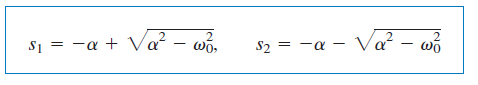 s₁ = −α + √(α² − ω₀²), s₂ = −α − √(α² − ω₀²)